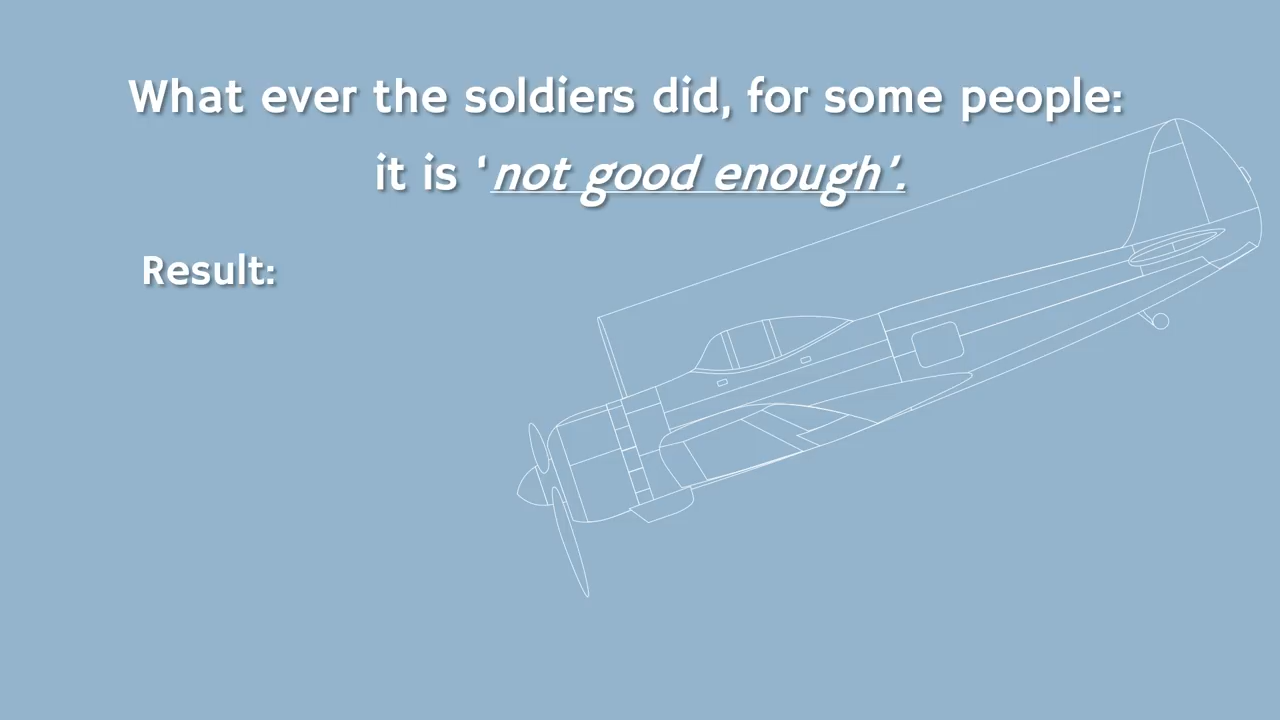 What ever the soldiers did, for some people:
it is ‘not good enough’.
Result: